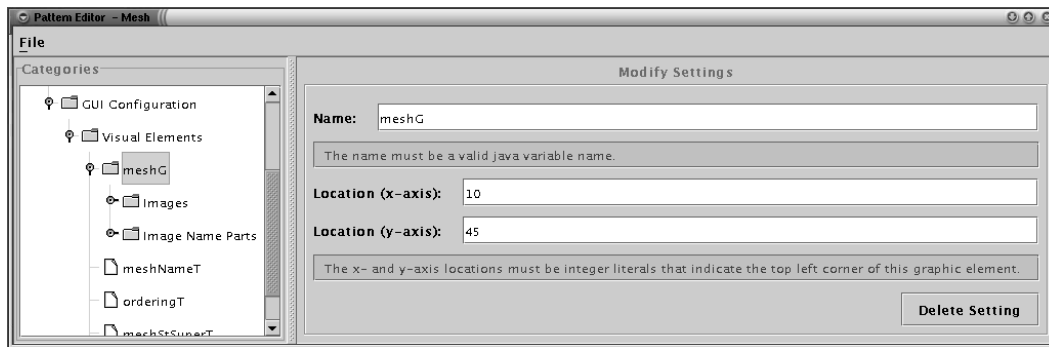 Pattern Editor - Mesh
File
Categories
GUI Configuration
Visual Elements
meshG
Images
Image Name Parts
meshNameT
orderingT
meshStSuperT
Modify Settings
Name: meshG
The name must be a valid java variable name.
Location (x-axis): 10
Location (y-axis): 45
The x- and y-axis locations must be integer literals that indicate the top left corner of this graphic element.
Delete Setting